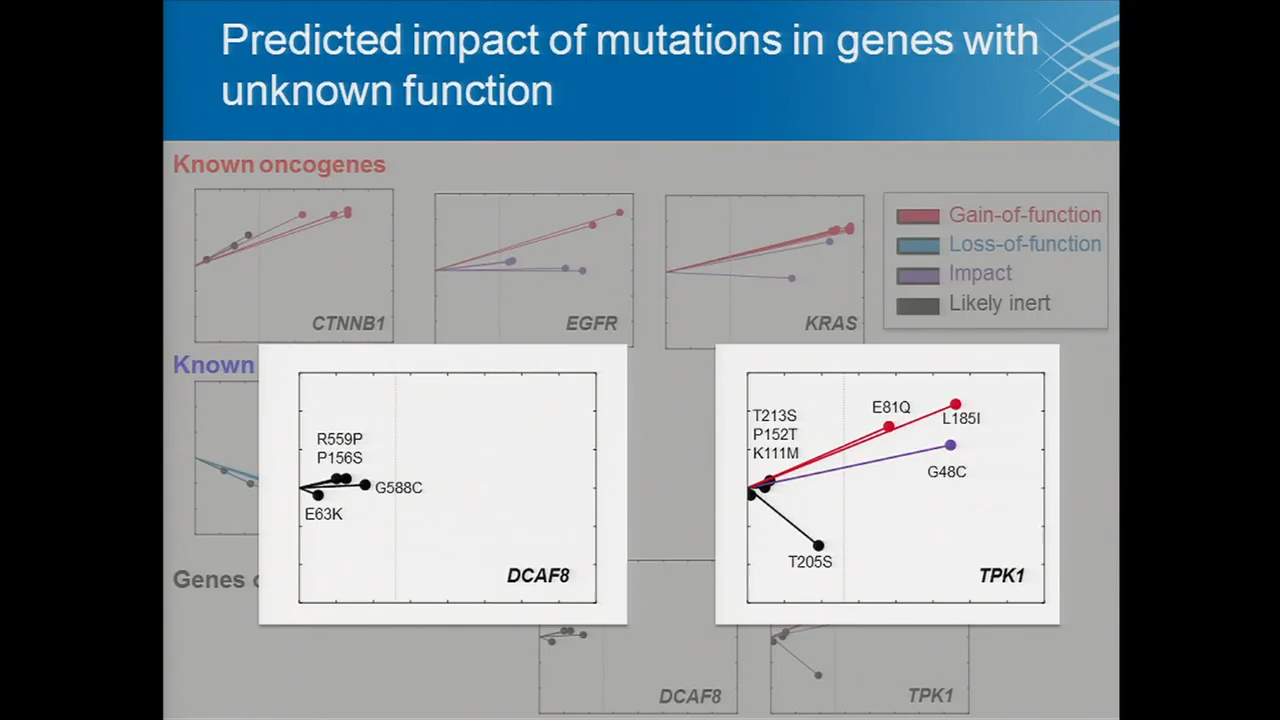 Predicted impact of mutations in genes with
unknown function
Known oncogenes
CTNNB1
EGFR
KRAS
Gain-of-function
Loss-of-function
Impact
Likely inert
Known
R559P
P156S
G588C
E63K
DCAF8
T213S
P152T
K111M
E81Q
L185I
G48C
T205S
TPK1
Genes
DCAF8
TPK1